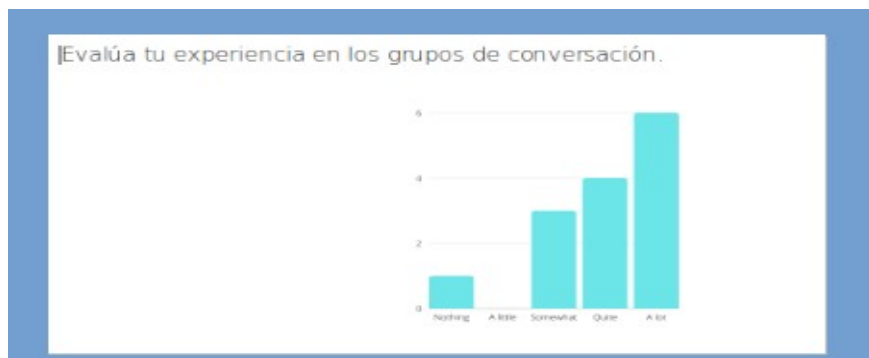 Evalúa tu experiencia en los grupos de conversación.
6
4
2
0
Nothing A little Somewhat Quite A lot